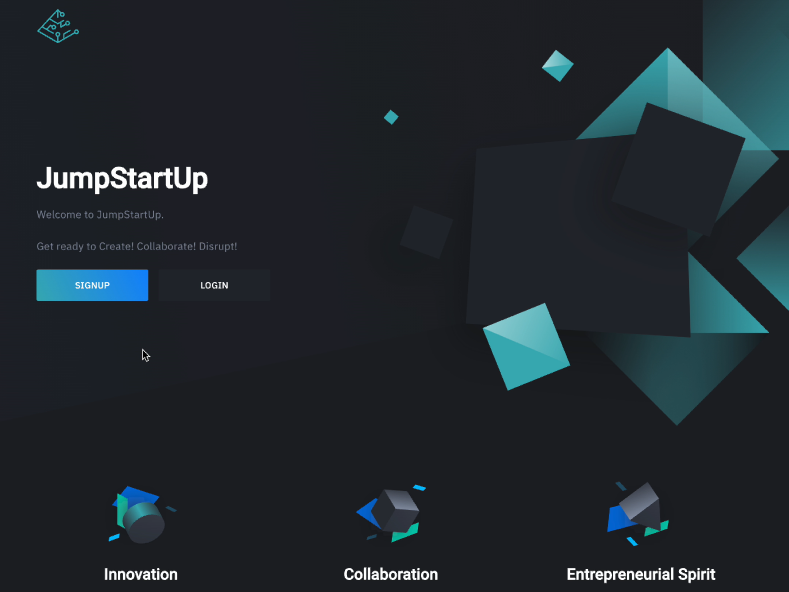 JumpStartUp
Welcome to JumpStartUp.
Get ready to Create! Collaborate! Disrupt!
SIGNUP
LOGIN
Innovation
Collaboration
Entrepreneurial Spirit